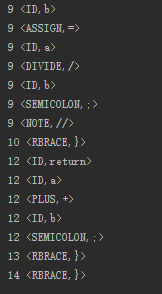 9 <ID,b>
9 <ASSIGN,=>
9 <ID,a>
9 <DIVIDE,/>
9 <ID,b>
9 <SEMICOLON,;>
9 <NOTE,//>
10 <RBRACE,}>
12 <ID,return>
12 <ID,a>
12 <PLUS,+>
12 <ID,b>
12 <SEMICOLON,;>
13 <RBRACE,}>
14 <RBRACE,}>